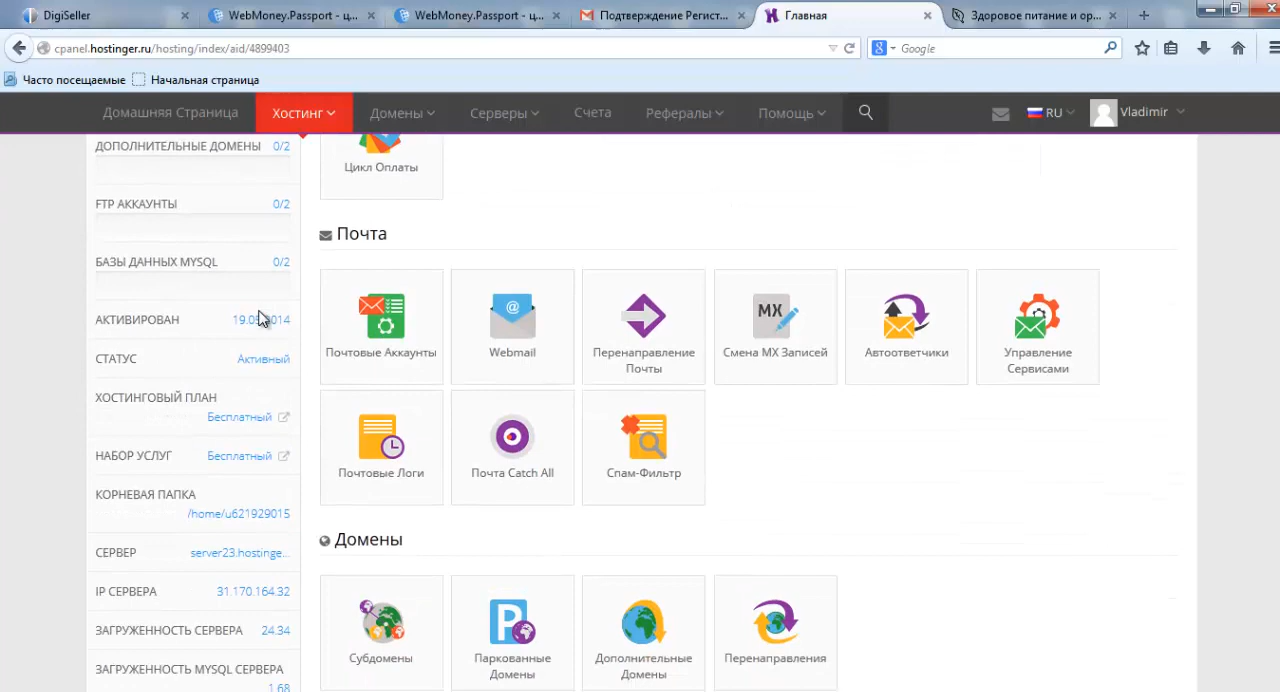 DigiSeller
WebMoney.Passport - ц...
WebMoney.Passport - ц...
Подтверждение Регист...
Главная
Здоровое питание и ор...
cpanel.hostinger.ru/hosting/index/aid/4899403
Google
Часто посещаемые
Начальная страница
Домашняя Страница
Хостинг
Домены
Серверы
Счета
Рефералы
Помощь
RU
Vladimir
ДОПОЛНИТЕЛЬНЫЕ ДОМЕНЫ 0/2
FTP АККАУНТЫ 0/2
БАЗЫ ДАННЫХ MYSQL 0/2
АКТИВИРОВАН
СТАТУС Активный
ХОСТИНГОВЫЙ ПЛАН
Бесплатный
НАБОР УСЛУГ Бесплатный
КОРНЕВАЯ ПАПКА
/home/u621929015
СЕРВЕР server23.hostinge...
IP СЕРВЕРА 31.170.164.32
ЗАГРУЖЕННОСТЬ СЕРВЕРА 24.34
ЗАГРУЖЕННОСТЬ MYSQL СЕРВЕРА
1.68
Цикл Оплаты
Почта
Почтовые Аккаунты
@
Webmail
Перенаправление
Почты
MX
Смена MX Записей
Автоответчики
Управление
Сервисами
Почтовые Логи
Почта Catch All
Спам-Фильтр
Домены
Субдомены
P
Паркованные
Домены
Дополнительные
Домены
Перенаправления